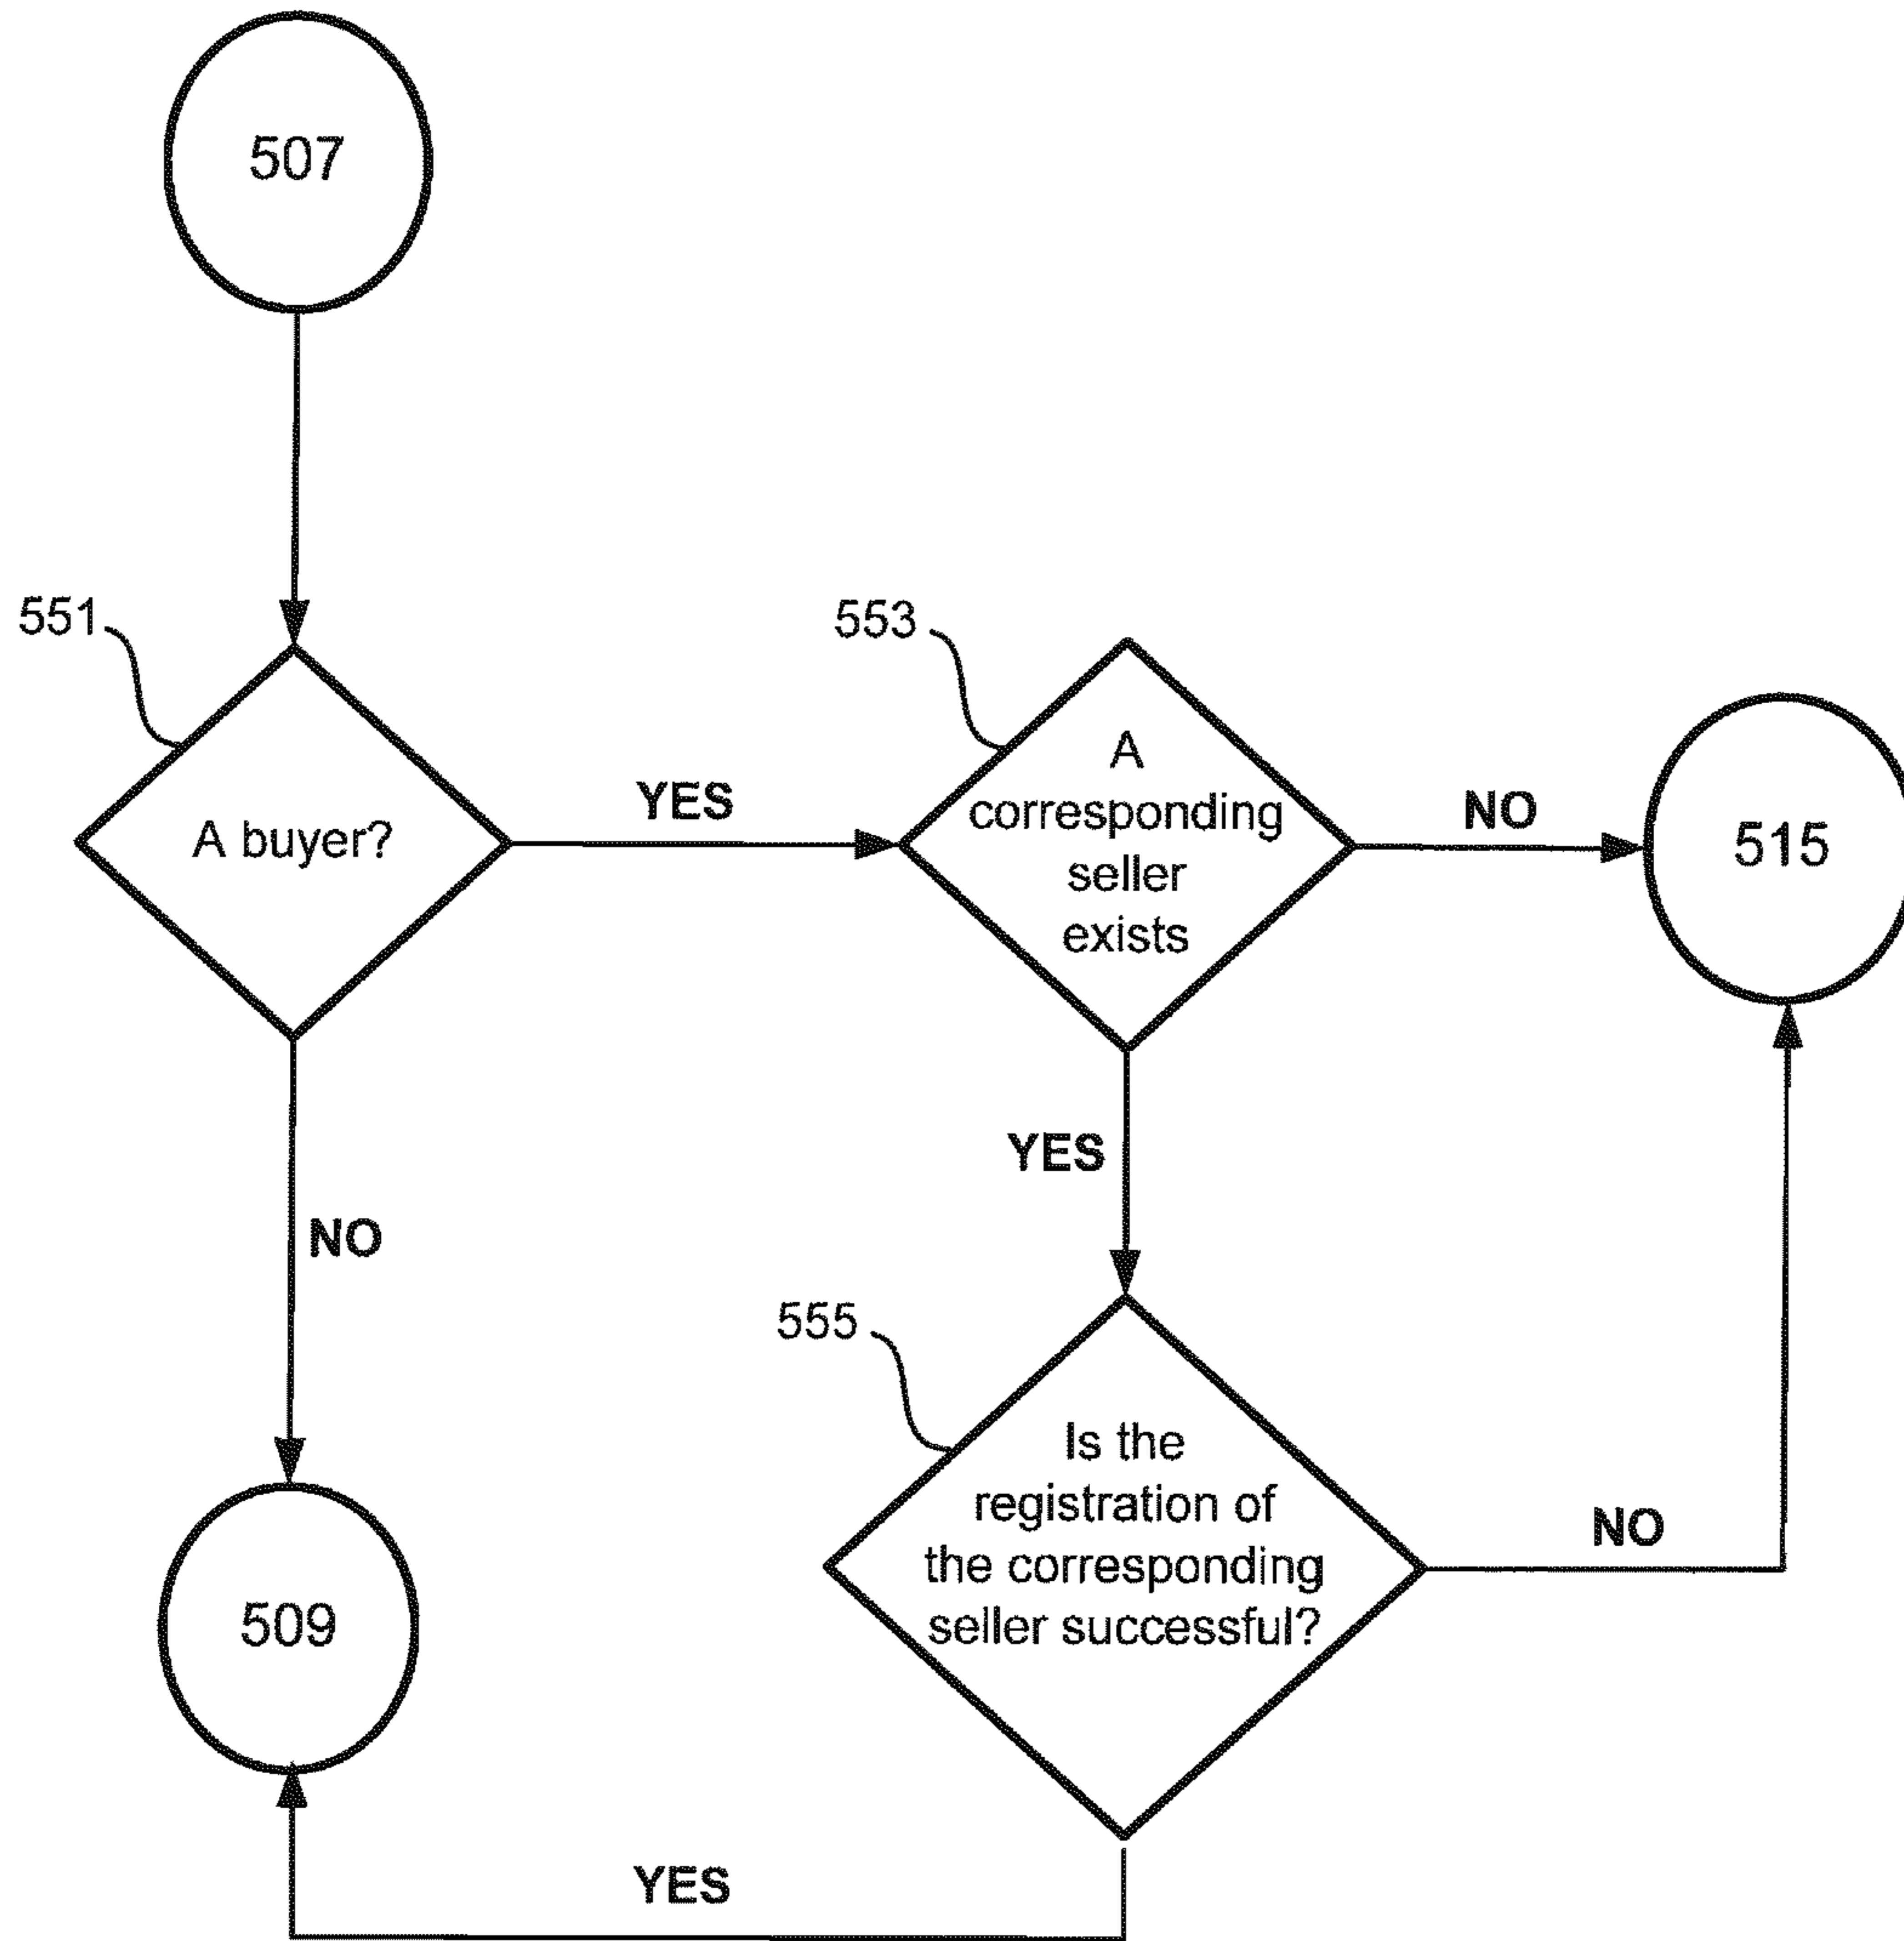 507
551
A buyer?
YES
553
A
corresponding
seller
exists
NO
515
YES
NO
555
Is the
registration of
the corresponding
seller successful?
NO
509
YES